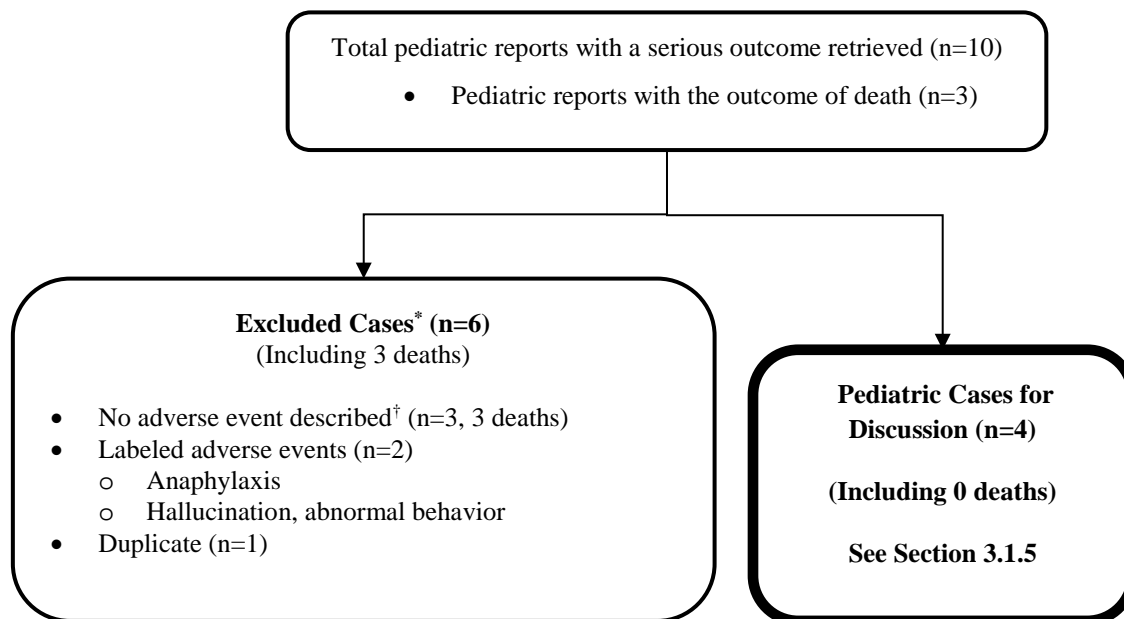 Total pediatric reports with a serious outcome retrieved (n=10)
• Pediatric reports with the outcome of death (n=3)
Excluded Cases* (n=6)
(Including 3 deaths)
• No adverse event described† (n=3, 3 deaths)
• Labeled adverse events (n=2)
o Anaphylaxis
o Hallucination, abnormal behavior
• Duplicate (n=1)
Pediatric Cases for
Discussion (n=4)
(Including 0 deaths)
See Section 3.1.5